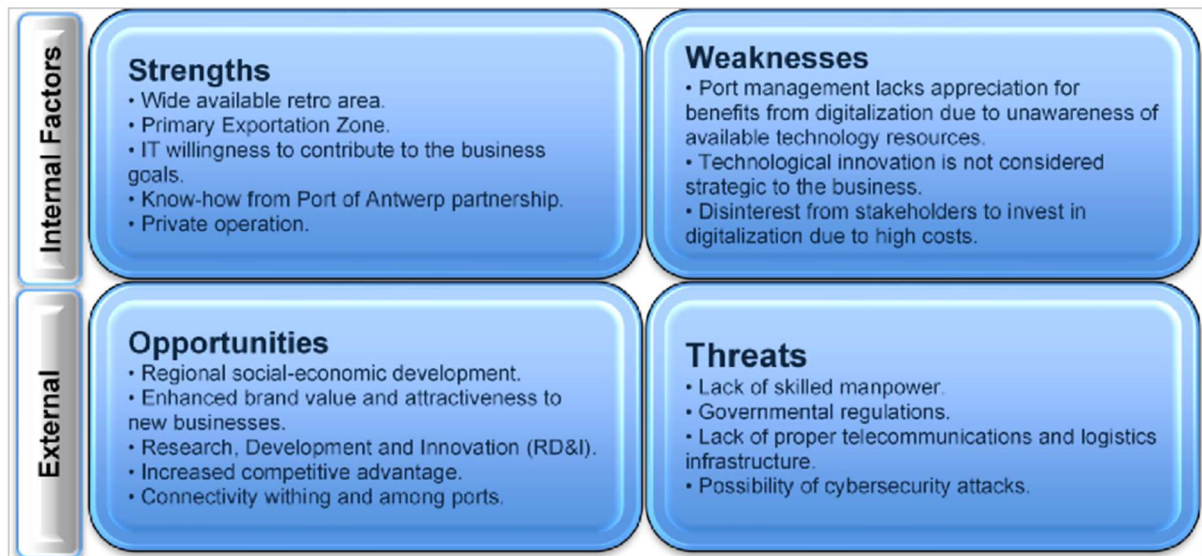 Internal Factors
Strengths
• Wide available retro area.
• Primary Exportation Zone.
• IT willingness to contribute to the business
goals.
• Know-how from Port of Antwerp partnership.
• Private operation.
Weaknesses
• Port management lacks appreciation for
benefits from digitalization due to unawareness of
available technology resources.
• Technological innovation is not considered
strategic to the business.
• Disinterest from stakeholders to invest in
digitalization due to high costs.
External
Opportunities
• Regional social-economic development.
• Enhanced brand value and attractiveness to
new businesses.
• Research, Development and Innovation (RD&I).
• Increased competitive advantage.
• Connectivity withing and among ports.
Threats
• Lack of skilled manpower.
• Governmental regulations.
• Lack of proper telecommunications and logistics
infrastructure.
• Possibility of cybersecurity attacks.